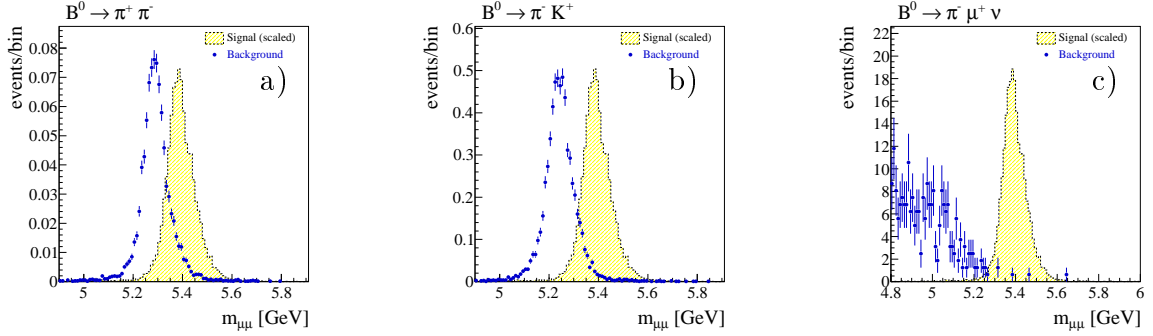 B⁰ → π⁺ π⁻
events/bin
0.08
0.07
0.06
0.05
0.04
0.03
0.02
0.01
0
Signal (scaled)
Background
a)
5
5.2
5.4
5.6
5.8
m_μμ [GeV]
B⁰ → π⁻ K⁺
events/bin
0.6
0.5
0.4
0.3
0.2
0.1
0
Signal (scaled)
Background
b)
5
5.2
5.4
5.6
5.8
m_μμ [GeV]
B⁰ → π⁻ μ⁺ ν
events/bin
22
20
18
16
14
12
10
8
6
4
2
0
Signal (scaled)
Background
c)
4.8
5
5.2
5.4
5.6
5.8
6
m_μμ [GeV]